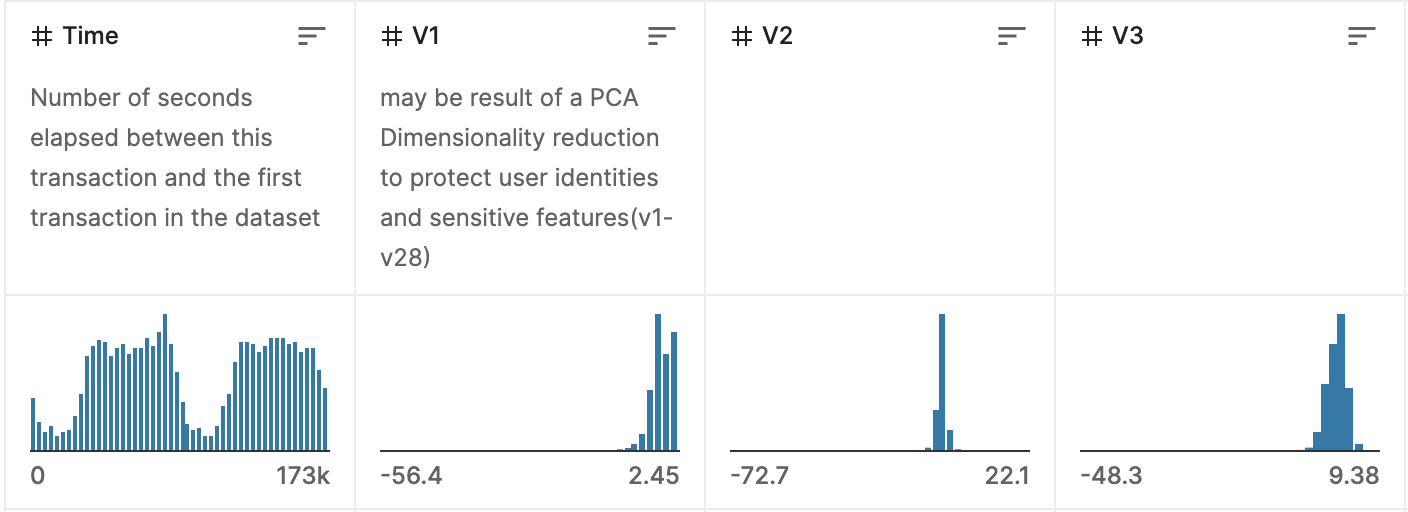 Time
V1
V2
V3
Number of seconds
elapsed between this
transaction and the first
transaction in the dataset
may be result of a PCA
Dimensionality reduction
to protect user identities
and sensitive features(v1-
v28)
0
173k
-56.4
2.45
-72.7
22.1
-48.3
9.38